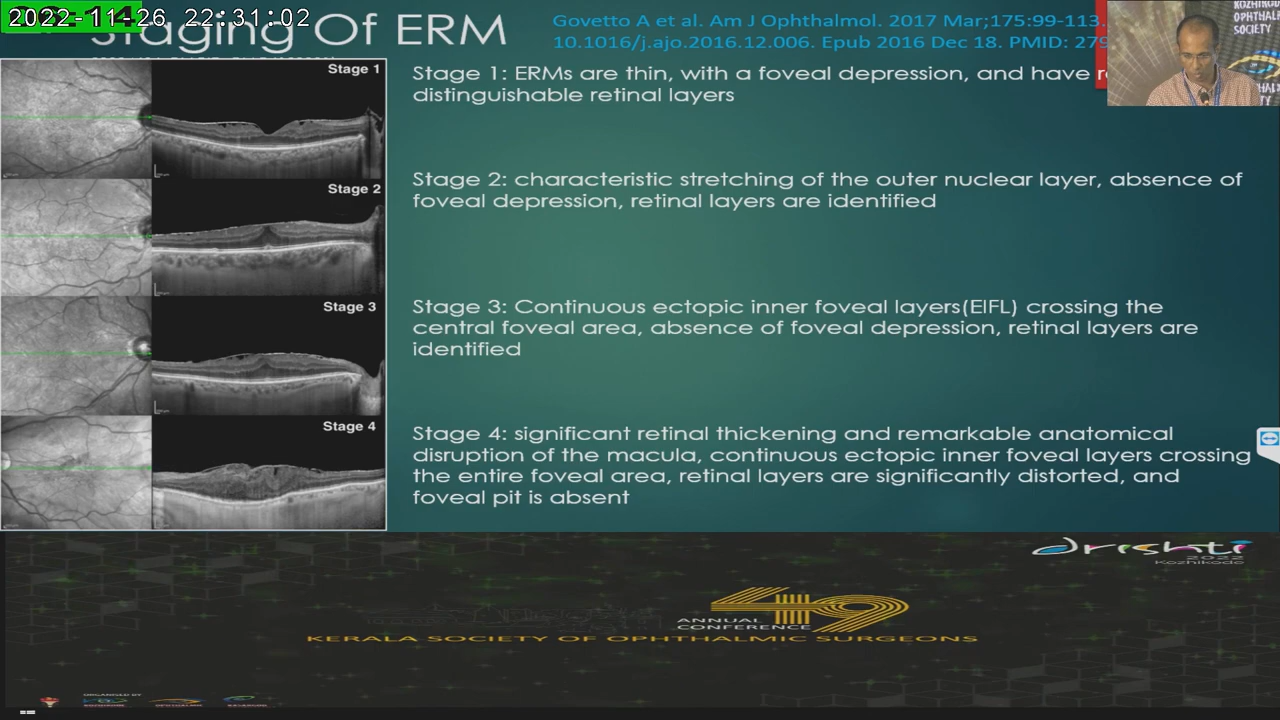 2022-11-26 22:31:02
Staging Of ERM
Govetto A et al. Am J Ophthalmol. 2017 Mar;175:99-113.
10.1016/j.ajo.2016.12.006. Epub 2016 Dec 18. PMID:
Stage 1
Stage 1: ERMs are thin, with a foveal depression, and have
distinguishable retinal layers
Stage 2
Stage 2: characteristic stretching of the outer nuclear layer, absence of
foveal depression, retinal layers are identified
Stage 3
Stage 3: Continuous ectopic inner foveal layers(EIFL) crossing the
central foveal area, absence of foveal depression, retinal layers are
identified
Stage 4
Stage 4: significant retinal thickening and remarkable anatomical
disruption of the macula, continuous ectopic inner foveal layers crossing
the entire foveal area, retinal layers are significantly distorted, and
foveal pit is absent
KOZHIKODE
OPHTHALMIC
SOCIETY
drishti
2022
Kozhikode
49
ANNUAL
CONFERENCE
KERALA SOCIETY OF OPHTHALMIC SURGEONS
ORGANISED BY